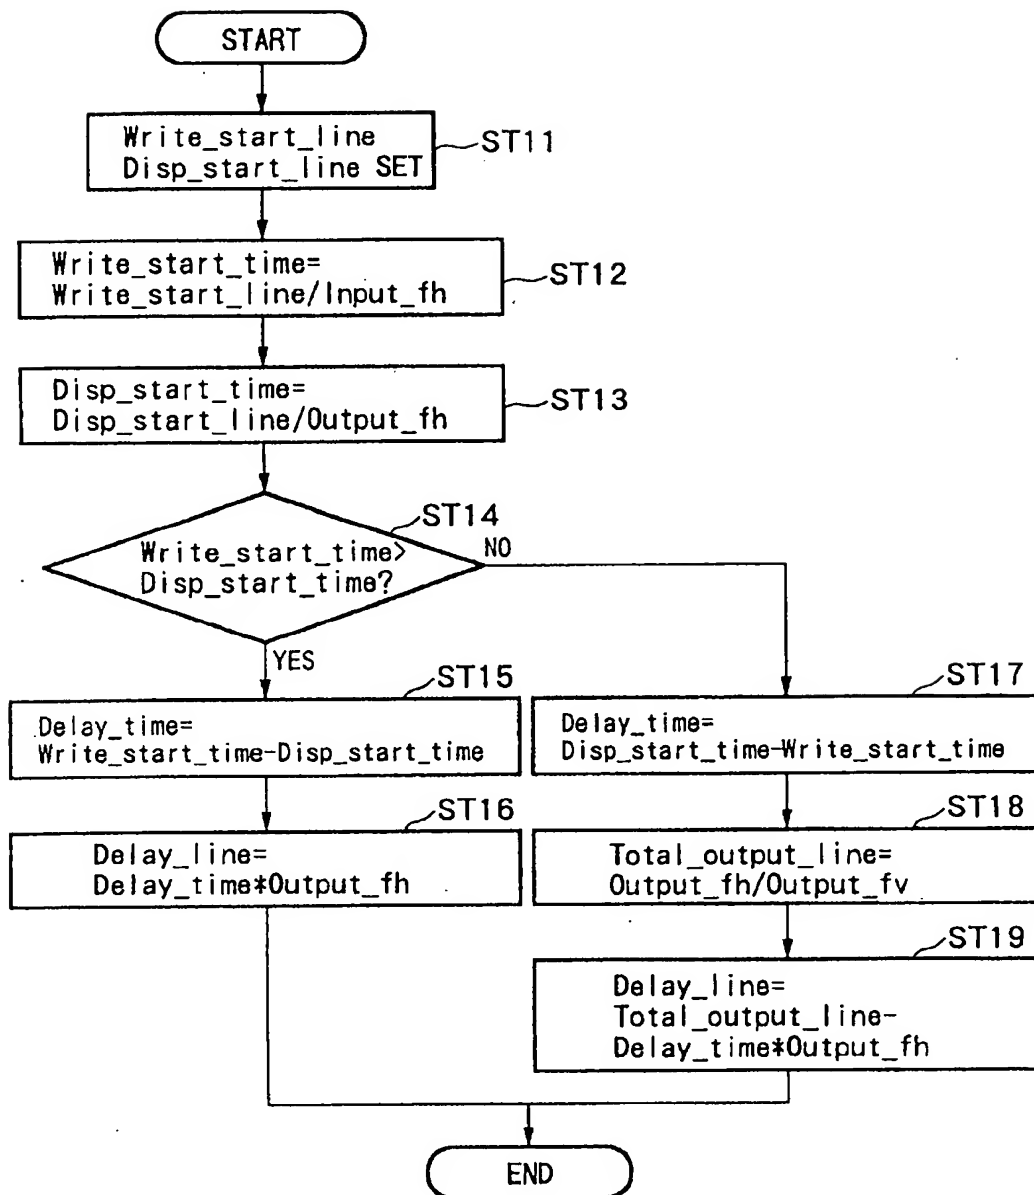 START
Write_start_line
Disp_start_line SET
ST11
Write_start_time=
Write_start_line/Input_fh
ST12
Disp_start_time=
Disp_start_line/Output_fh
ST13
ST14
Write_start_time>
Disp_start_time?
NO
YES
ST15
Delay_time=
Write_start_time-Disp_start_time
ST16
Delay_line=
Delay_time*Output_fh
ST17
Delay_time=
Disp_start_time-Write_start_time
ST18
Total_output_line=
Output_fh/Output_fv
ST19
Delay_line=
Total_output_line-
Delay_time*Output_fh
END